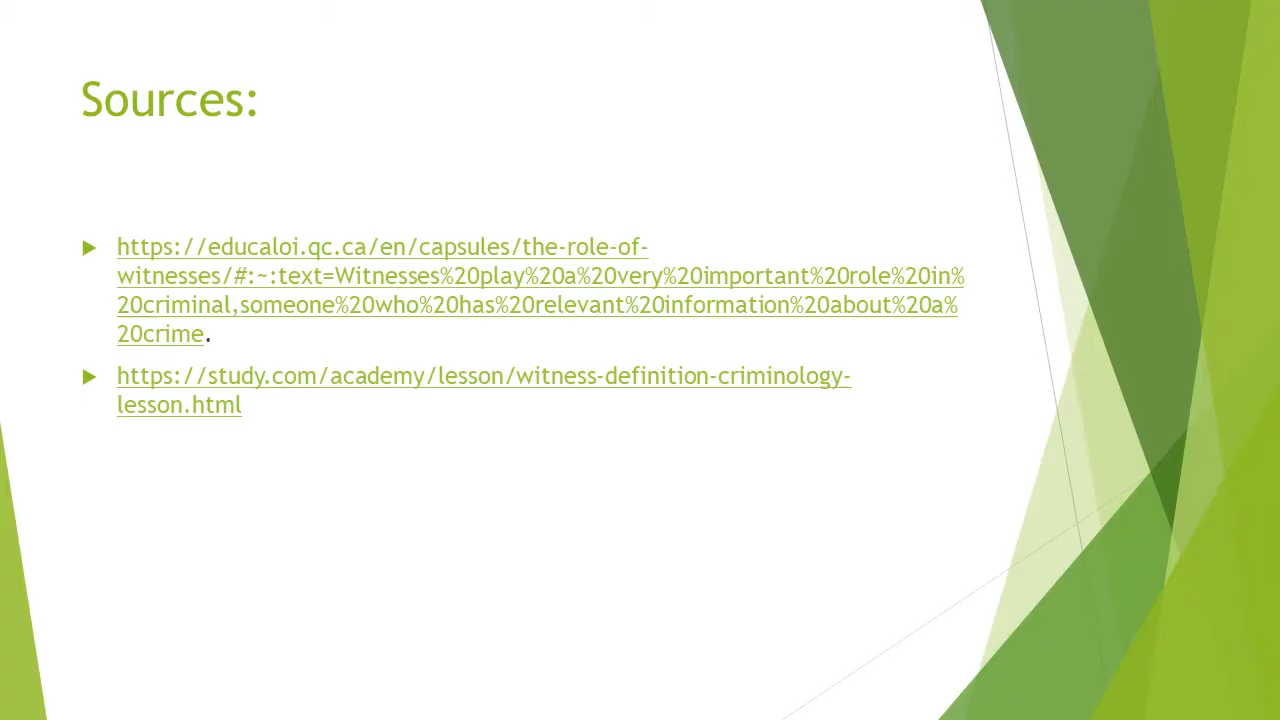 Sources:
https://educaloi.qc.ca/en/capsules/the-role-of-
witnesses/#:~:text=Witnesses%20play%20a%20very%20important%20role%20in%
20criminal,someone%20who%20has%20relevant%20information%20about%20a%
20crime.
https://study.com/academy/lesson/witness-definition-criminology-
lesson.html